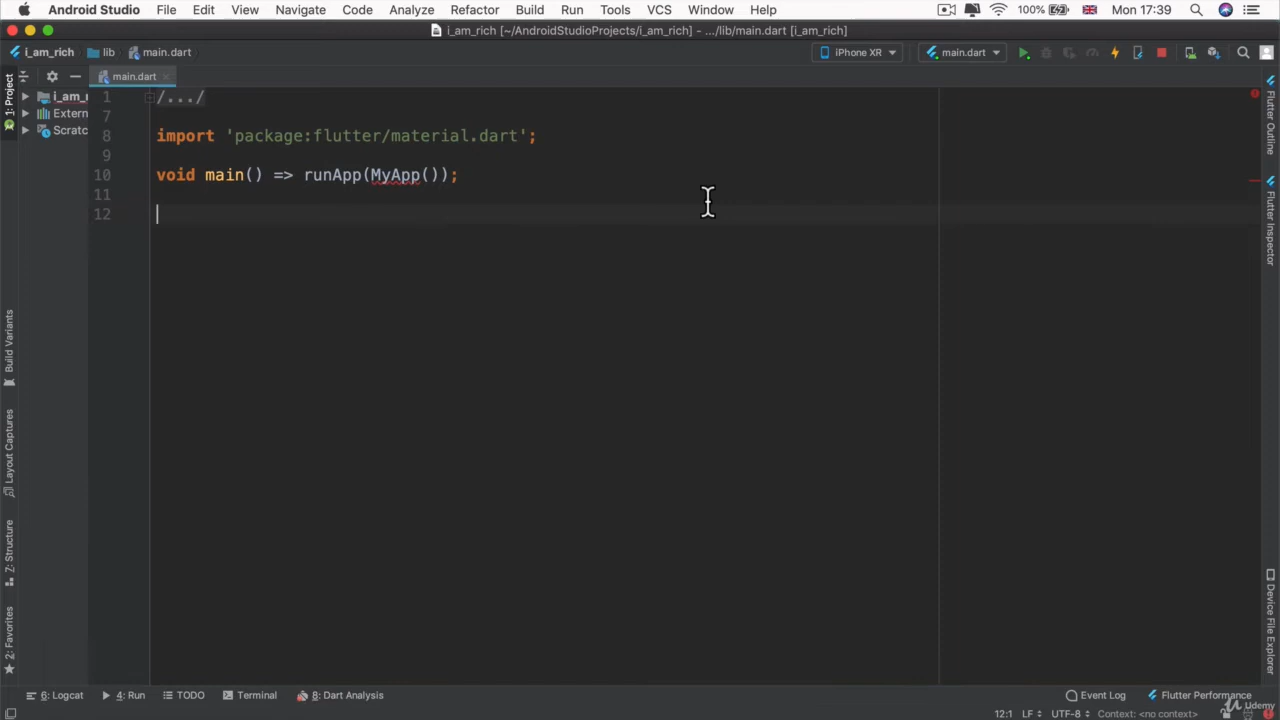 Android Studio File Edit View Navigate Code Analyze Refactor Build Run Tools VCS Window Help 100% Mon 17:39
i_am_rich [~/AndroidStudioProjects/i_am_rich] - .../lib/main.dart [i_am_rich]
i_am_rich lib main.dart iPhone XR main.dart
main.dart
1: Project
i_am_r
Extern
Scratc
1 /.../
7
8 import 'package:flutter/material.dart';
9
10 void main() => runApp(MyApp());
11
12
Build Variants
Layout Captures
Z: Structure
2: Favorites
Flutter Outline
Flutter Inspector
Device File Explorer
6: Logcat 4: Run TODO Terminal 8: Dart Analysis Event Log Flutter Performance
12:1 LF UTF-8 Context: <no context>
Udemy